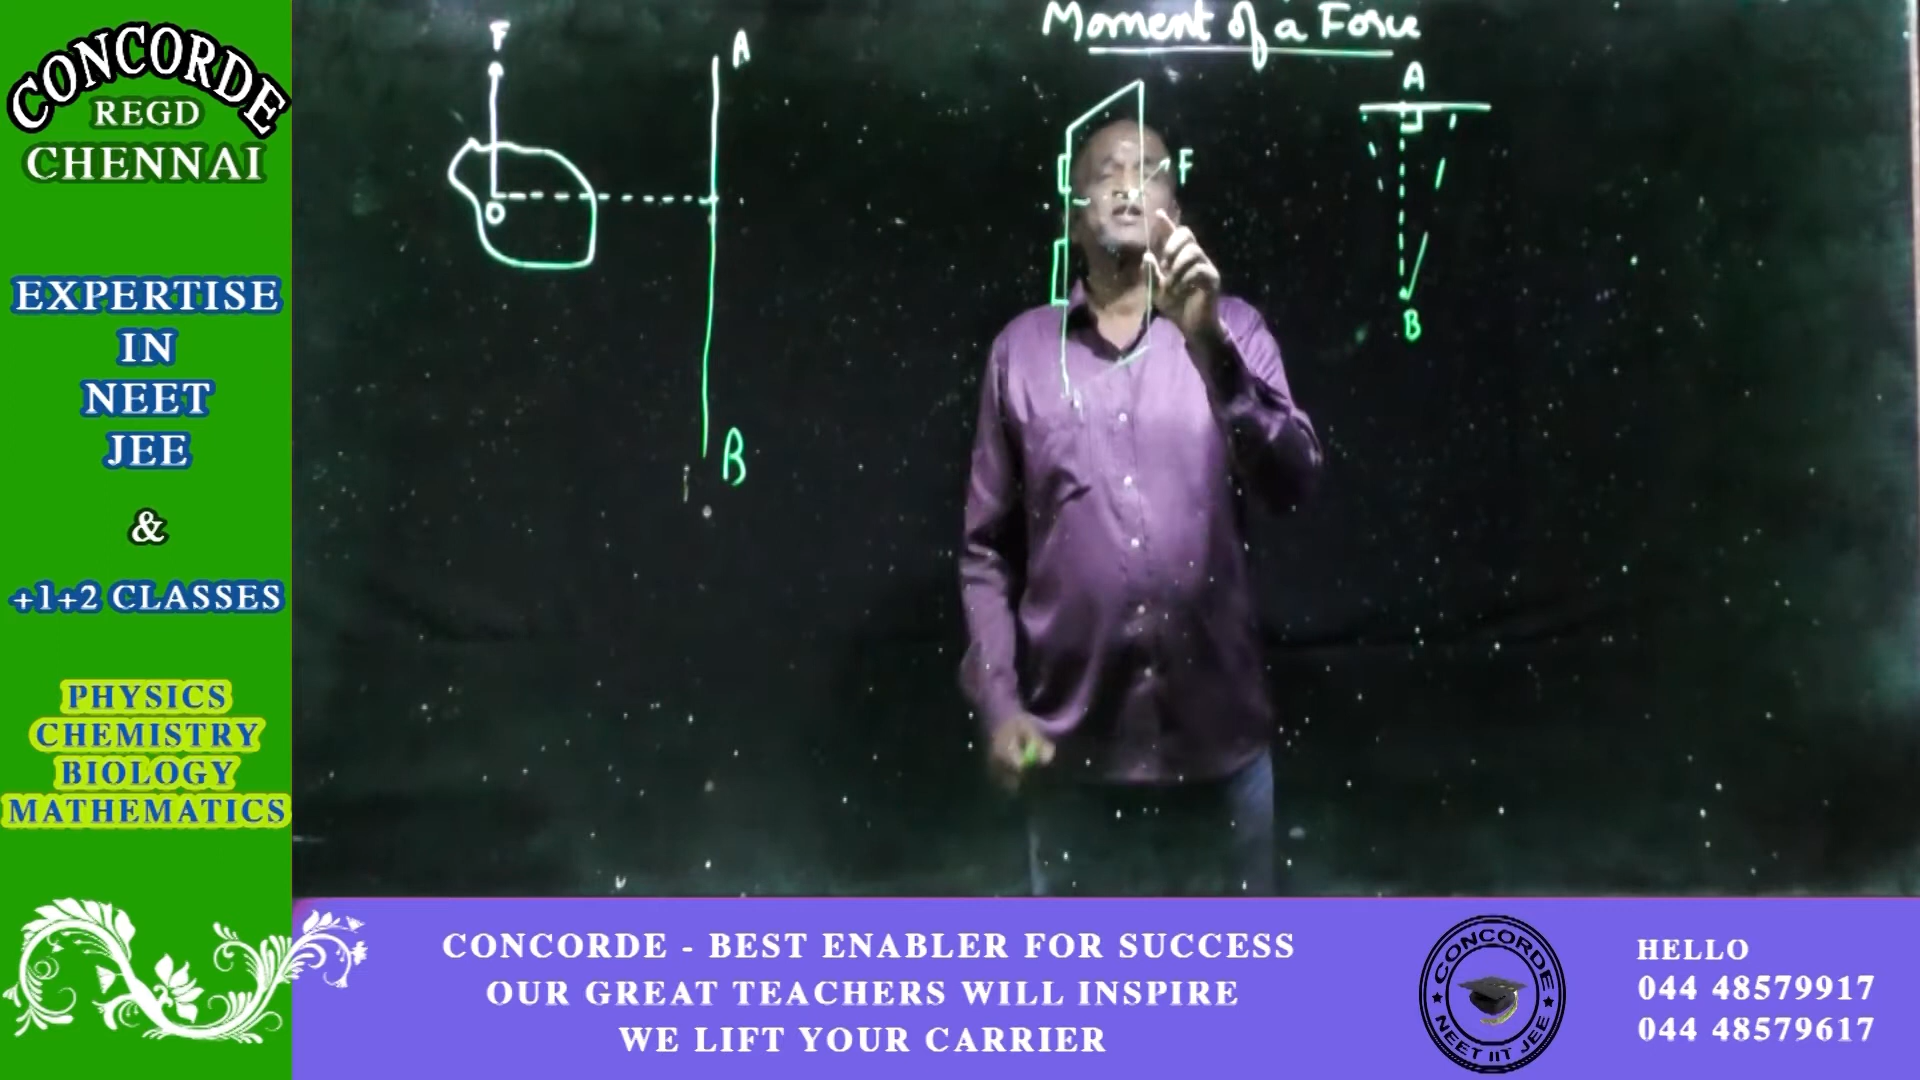 CONCORDE
REGD
CHENNAI
EXPERTISE
IN
NEET
JEE
&
+1+2 CLASSES
PHYSICS
CHEMISTRY
BIOLOGY
MATHEMATICS
Moment of a Force
F
A
O
B
F
A
B
CONCORDE - BEST ENABLER FOR SUCCESS
OUR GREAT TEACHERS WILL INSPIRE
WE LIFT YOUR CARRIER
CONCORDE
NEET IIT JEE
HELLO
044 48579917
044 48579617